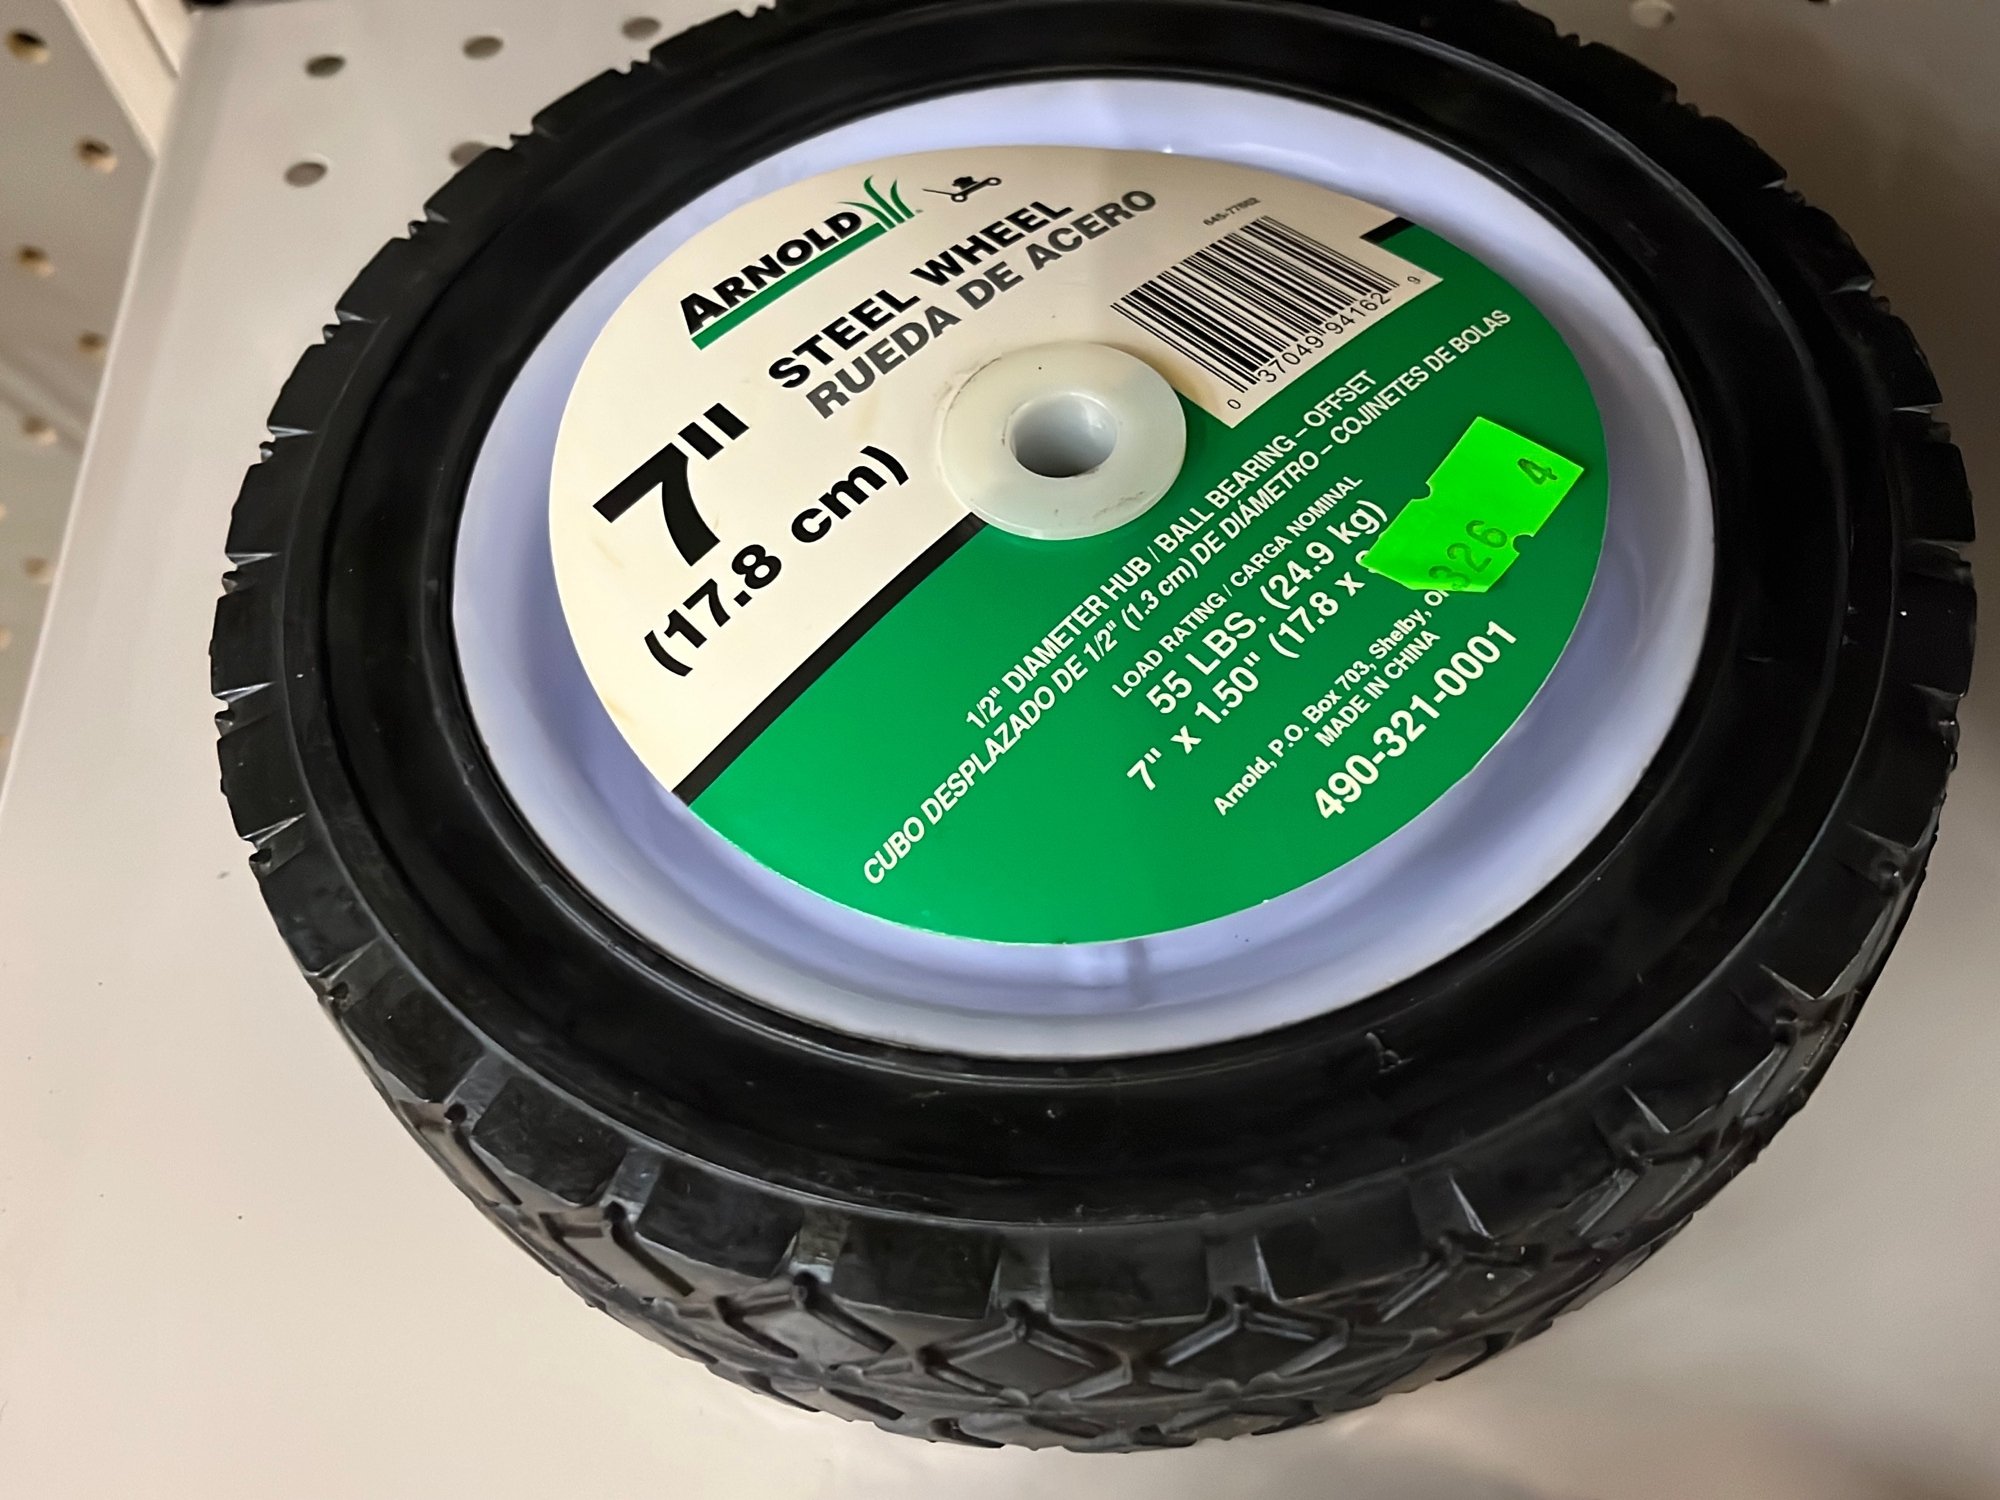 ARNOLD
STEEL WHEEL
RUEDA DE ACERO
7"
(17.8 cm)
645-77662
0 37049 94162 9
1/2" DIAMETER HUB / BALL BEARING – OFFSET
CUBO DESPLAZADO DE 1/2" (1.3 cm) DE DIÁMETRO – COJINETES DE BOLAS
LOAD RATING / CARGA NOMINAL
55 LBS. (24.9 kg)
7" x 1.50" (17.8 x
Arnold, P.O. Box 703, Shelby,
MADE IN CHINA
490-321-0001
4
326